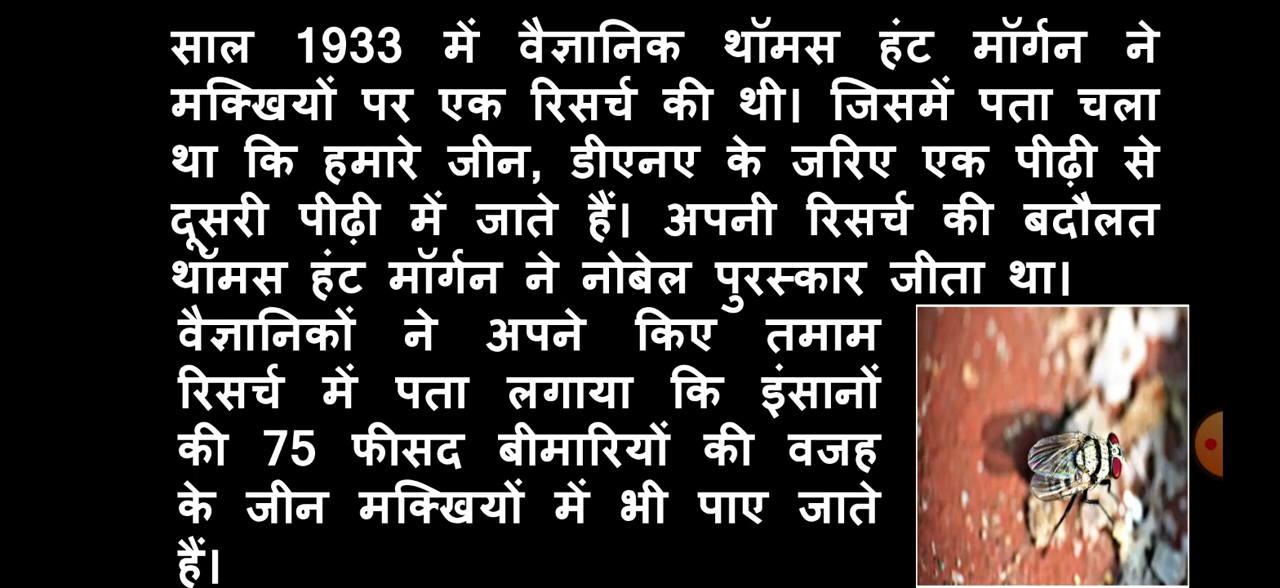 साल 1933 में वैज्ञानिक थॉमस हंट मॉर्गन ने
मक्खियों पर एक रिसर्च की थी। जिसमें पता चला
था कि हमारे जीन, डीएनए के जरिए एक पीढ़ी से
दूसरी पीढ़ी में जाते हैं। अपनी रिसर्च की बदौलत
थॉमस हंट मॉर्गन ने नोबेल पुरस्कार जीता था।
वैज्ञानिकों ने अपने किए तमाम
रिसर्च में पता लगाया कि इंसानों
की 75 फीसद बीमारियों की वजह
के जीन मक्खियों में भी पाए जाते
हैं।